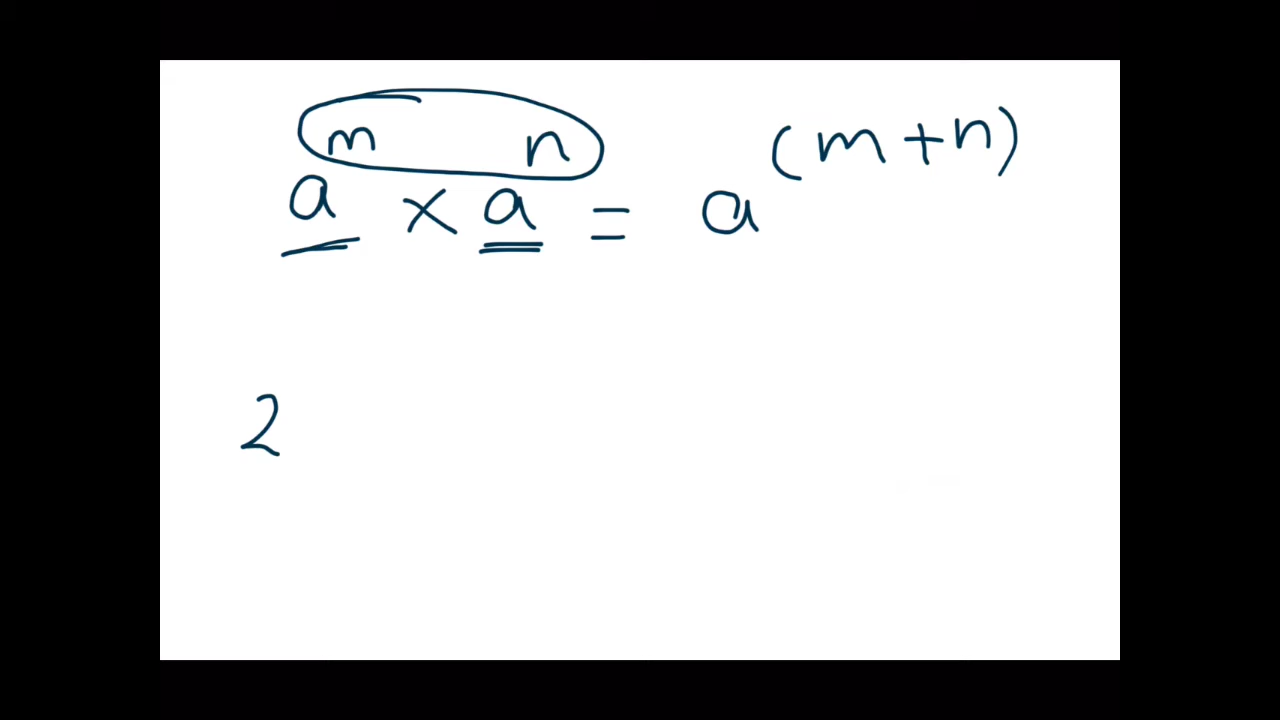 a^m × a^n = a^(m+n)
2